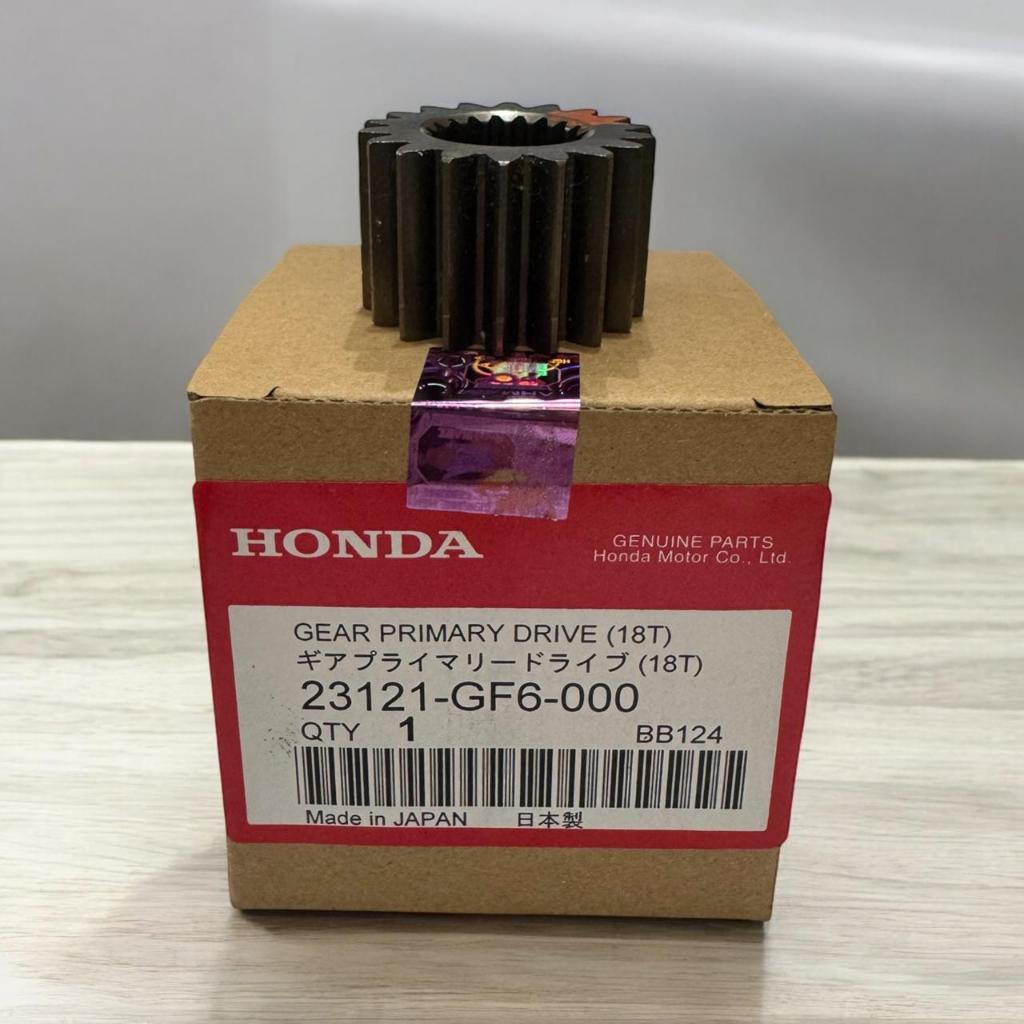 HONDA
GENUINE PARTS
Honda Motor Co., Ltd.
GEAR PRIMARY DRIVE (18T)
ギアプライマリードライブ (18T)
23121-GF6-000
QTY 1 BB124
Made in JAPAN 日本製